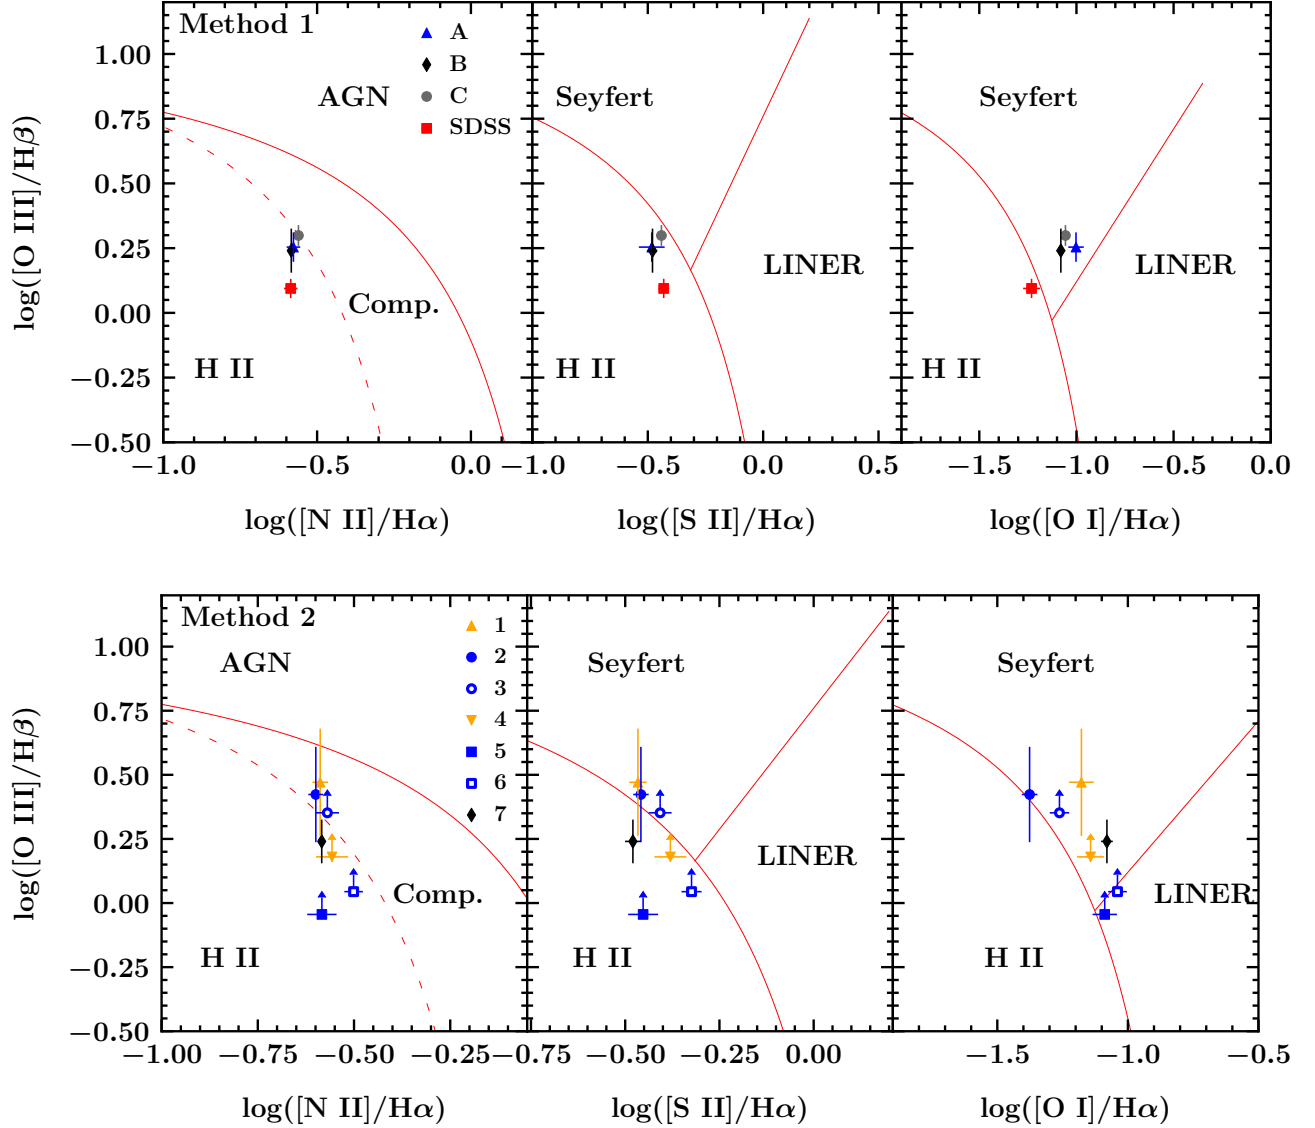 Method 1
A
B
C
SDSS
AGN
Comp.
H II
Seyfert
LINER
H II
Seyfert
LINER
H II
1.00
0.75
0.50
0.25
0.00
−0.25
−0.50
log([O III]/Hβ)
−1.0 −0.5 0.0 −1.0 −0.5 0.0 0.5 −1.5 −1.0 −0.5 0.0
log([N II]/Hα) log([S II]/Hα) log([O I]/Hα)
Method 2
1
2
3
4
5
6
7
AGN
Comp.
H II
Seyfert
LINER
H II
Seyfert
LINER
H II
1.00
0.75
0.50
0.25
0.00
−0.25
−0.50
log([O III]/Hβ)
−1.00 −0.75 −0.50 −0.25 −0.75 −0.50 −0.25 0.00 −1.5 −1.0 −0.5
log([N II]/Hα) log([S II]/Hα) log([O I]/Hα)